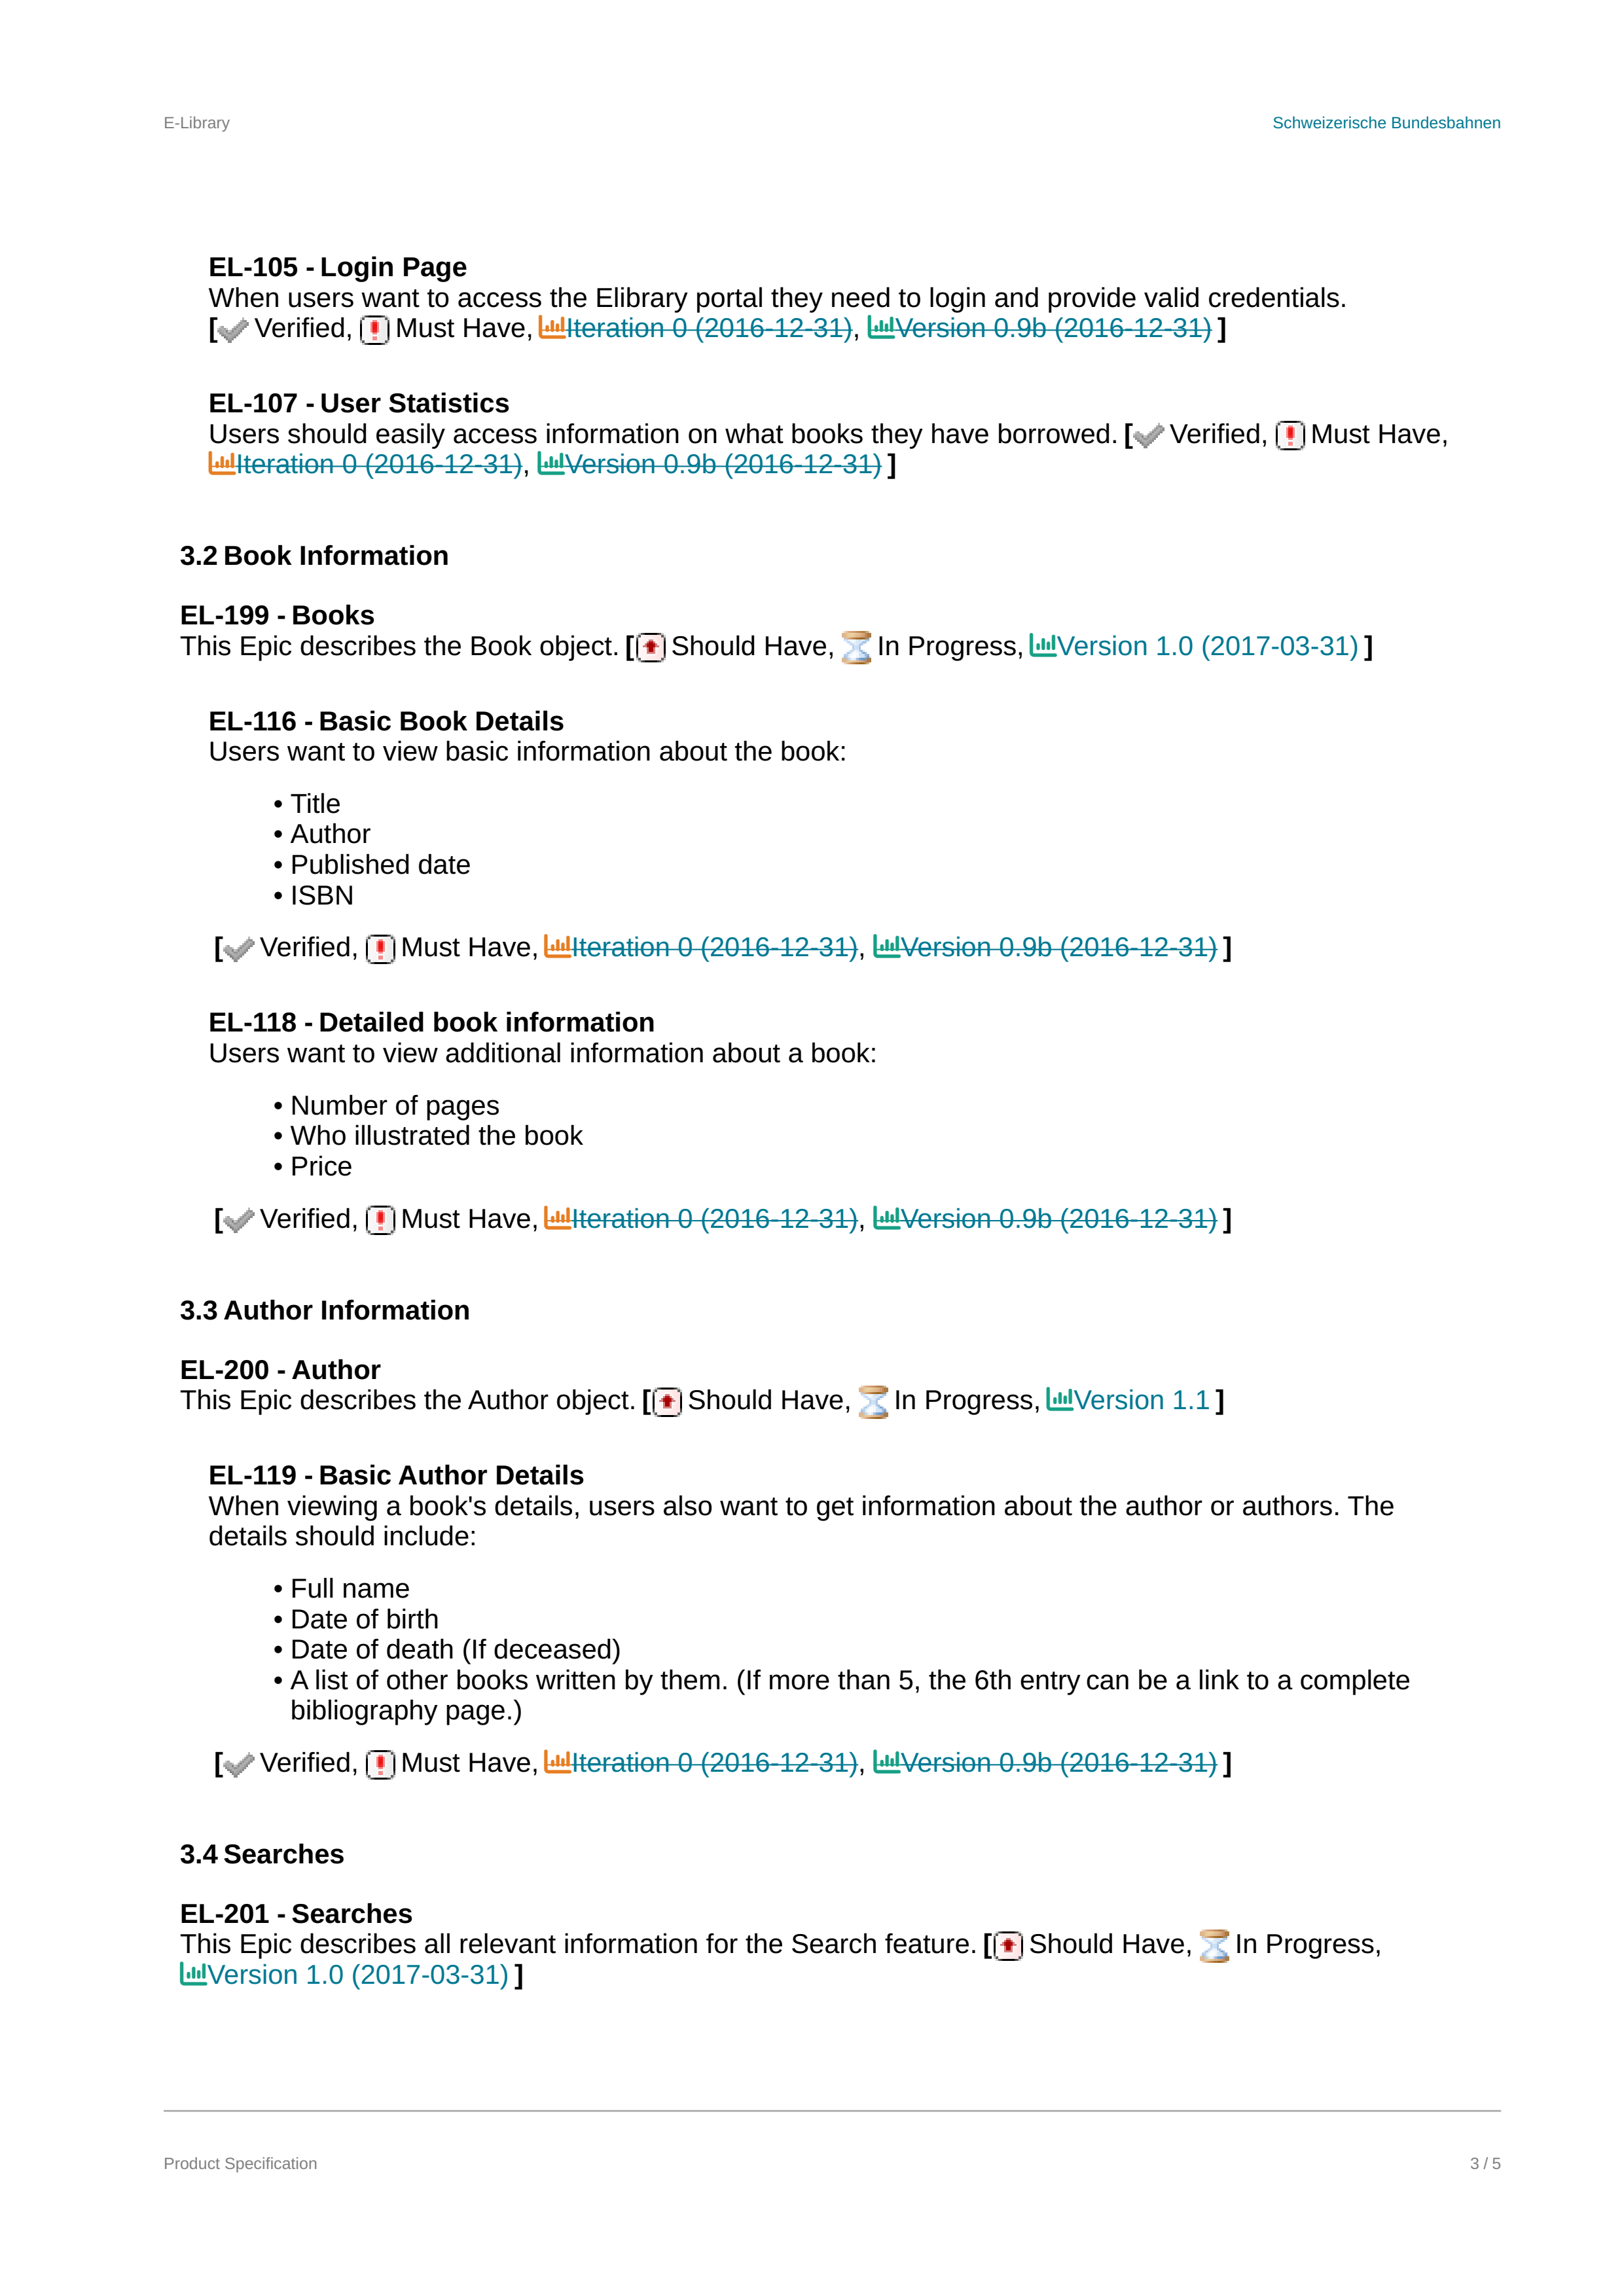 E-Library
Schweizerische Bundesbahnen
EL-105 - Login Page
When users want to access the Elibrary portal they need to login and provide valid credentials.
[ Verified, Must Have, Iteration 0 (2016-12-31), Version 0.9b (2016-12-31) ]
EL-107 - User Statistics
Users should easily access information on what books they have borrowed. [ Verified, Must Have,
Iteration 0 (2016-12-31), Version 0.9b (2016-12-31) ]
3.2 Book Information
EL-199 - Books
This Epic describes the Book object. [ Should Have, In Progress, Version 1.0 (2017-03-31) ]
EL-116 - Basic Book Details
Users want to view basic information about the book:
• Title
• Author
• Published date
• ISBN
[ Verified, Must Have, Iteration 0 (2016-12-31), Version 0.9b (2016-12-31) ]
EL-118 - Detailed book information
Users want to view additional information about a book:
• Number of pages
• Who illustrated the book
• Price
[ Verified, Must Have, Iteration 0 (2016-12-31), Version 0.9b (2016-12-31) ]
3.3 Author Information
EL-200 - Author
This Epic describes the Author object. [ Should Have, In Progress, Version 1.1 ]
EL-119 - Basic Author Details
When viewing a book's details, users also want to get information about the author or authors. The
details should include:
• Full name
• Date of birth
• Date of death (If deceased)
• A list of other books written by them. (If more than 5, the 6th entry can be a link to a complete
bibliography page.)
[ Verified, Must Have, Iteration 0 (2016-12-31), Version 0.9b (2016-12-31) ]
3.4 Searches
EL-201 - Searches
This Epic describes all relevant information for the Search feature. [ Should Have, In Progress,
Version 1.0 (2017-03-31) ]
Product Specification
3 / 5